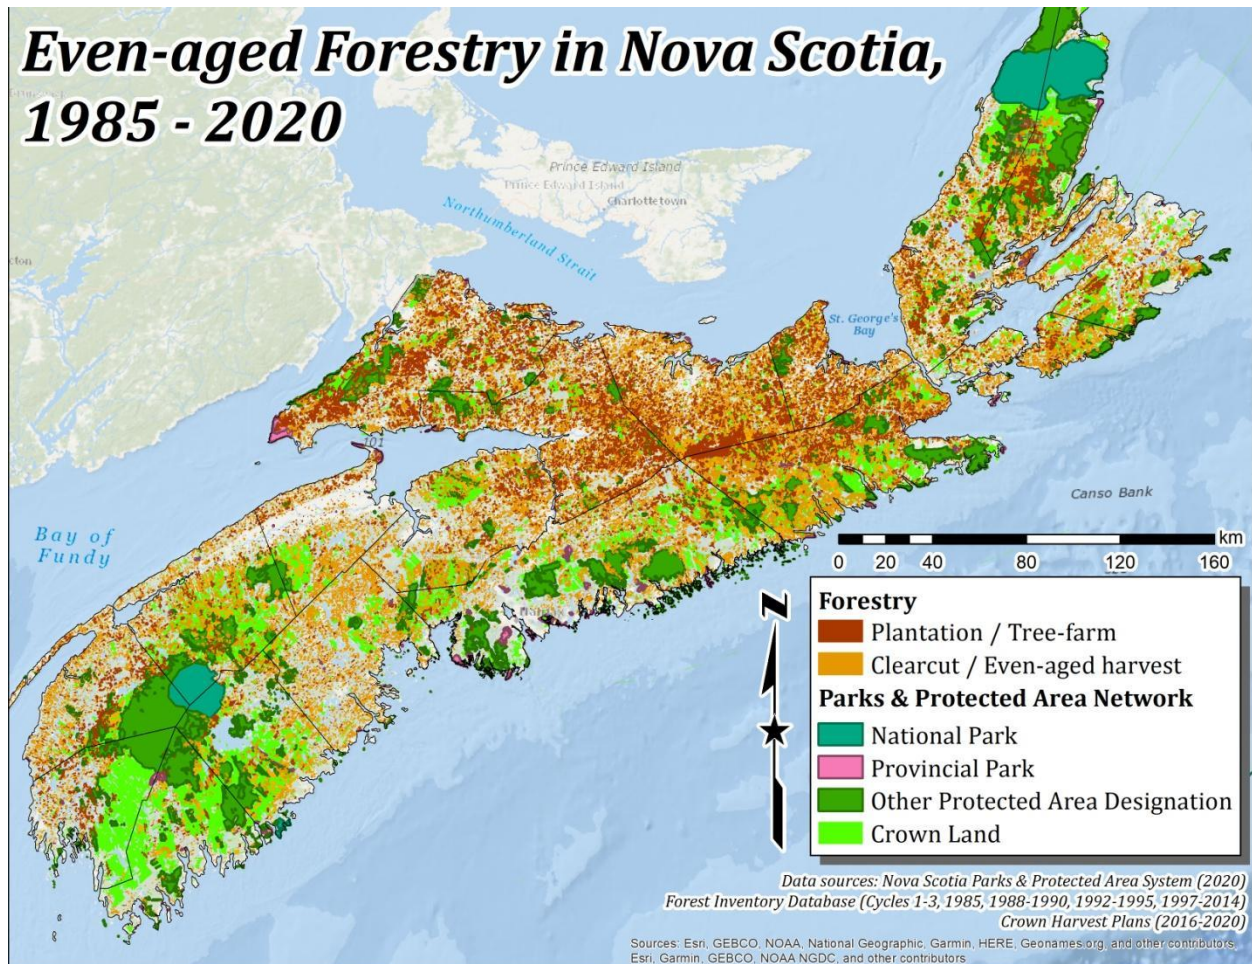 Even-aged Forestry in Nova Scotia,
1985 - 2020
Prince Edward Island
Prince Edward Island
Charlottetown
Northumberland Strait
St. George's
Bay
101
Bay of
Fundy
Canso Bank
km
0 20 40 80 120 160
N
Forestry
Plantation / Tree-farm
Clearcut / Even-aged harvest
Parks & Protected Area Network
National Park
Provincial Park
Other Protected Area Designation
Crown Land
Data sources: Nova Scotia Parks & Protected Area System (2020)
Forest Inventory Database (Cycles 1-3, 1985, 1988-1990, 1992-1995, 1997-2014)
Crown Harvest Plans (2016-2020)
Sources: Esri, GEBCO, NOAA, National Geographic, Garmin, HERE, Geonames.org, and other contributors
Esri, Garmin, GEBCO, NOAA NGDC, and other contributors